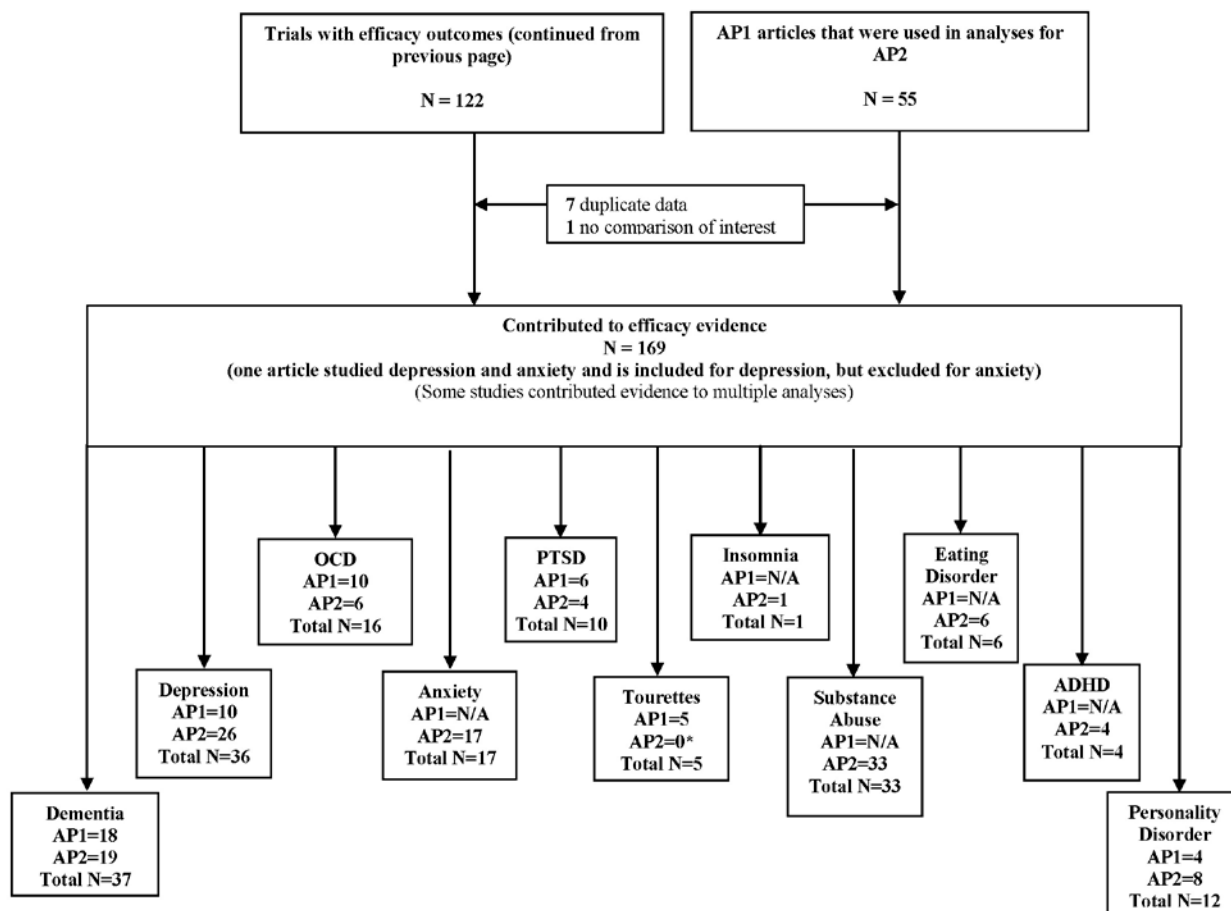 Trials with efficacy outcomes (continued from
previous page)
N = 122
AP1 articles that were used in analyses for
AP2
N = 55
7 duplicate data
1 no comparison of interest
Contributed to efficacy evidence
N = 169
(one article studied depression and anxiety and is included for depression, but excluded for anxiety)
(Some studies contributed evidence to multiple analyses)
OCD
AP1=10
AP2=6
Total N=16
PTSD
AP1=6
AP2=4
Total N=10
Insomnia
AP1=N/A
AP2=1
Total N=1
Eating
Disorder
AP1=N/A
AP2=6
Total N=6
Depression
AP1=10
AP2=26
Total N=36
Anxiety
AP1=N/A
AP2=17
Total N=17
Tourettes
AP1=5
AP2=0*
Total N=5
Substance
Abuse
AP1=N/A
AP2=33
Total N=33
ADHD
AP1=N/A
AP2=4
Total N=4
Dementia
AP1=18
AP2=19
Total N=37
Personality
Disorder
AP1=4
AP2=8
Total N=12